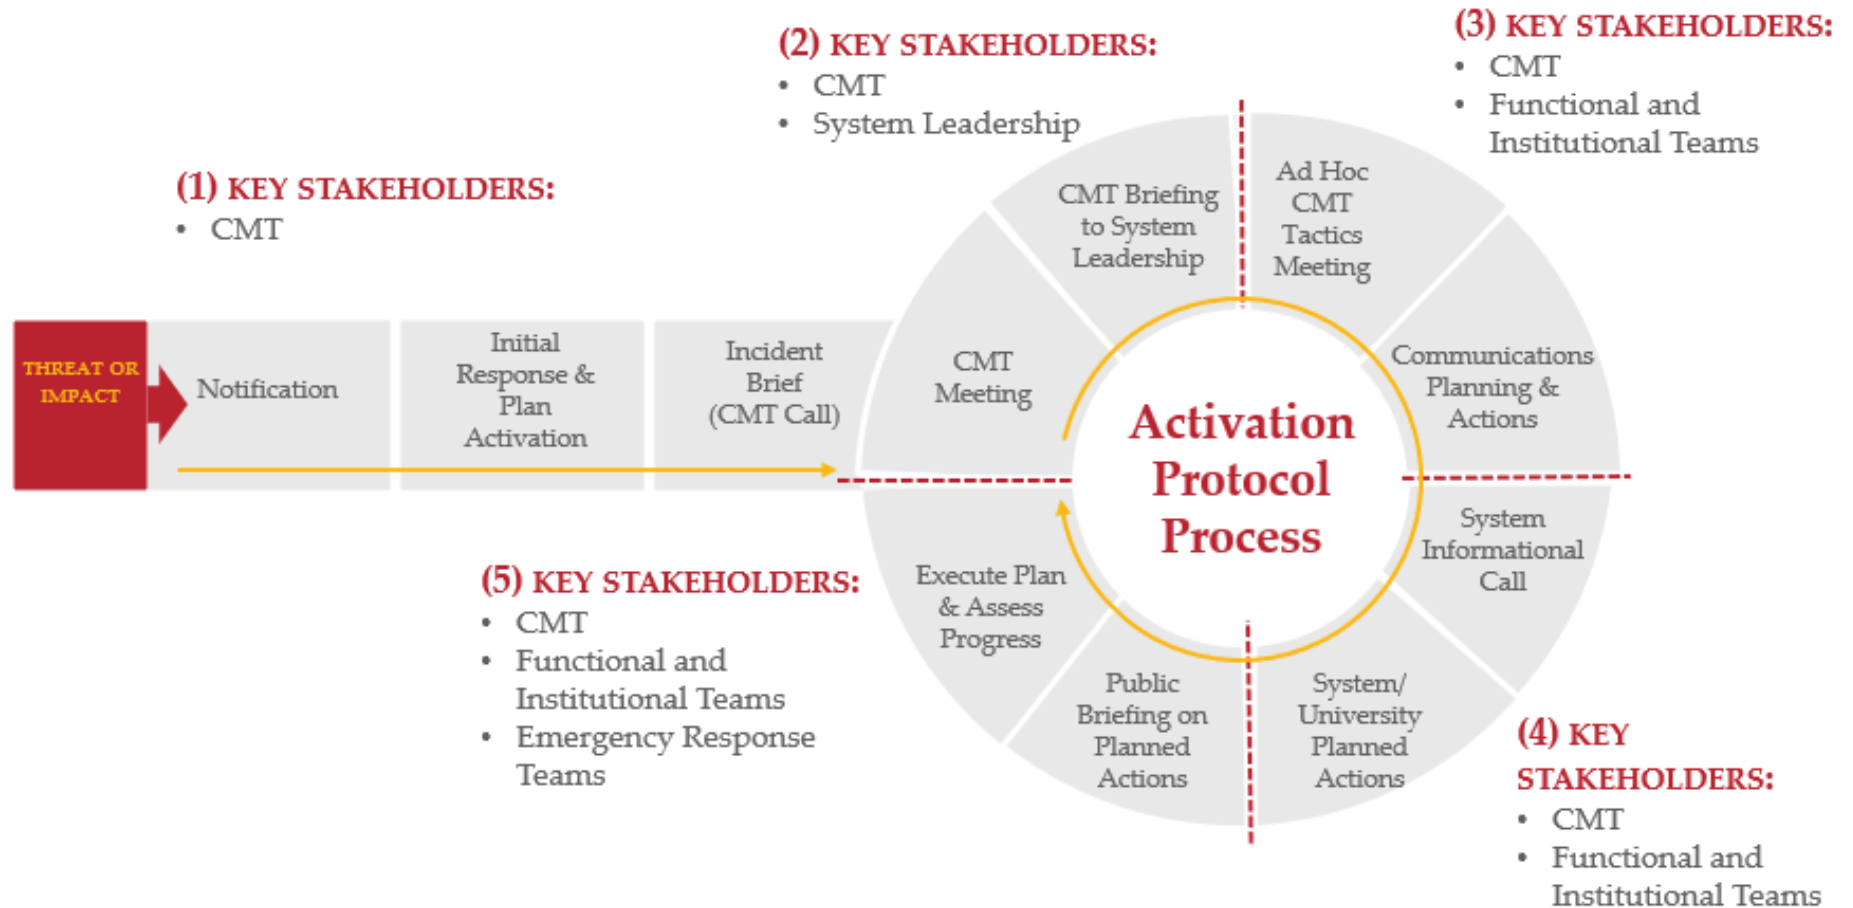 (1) KEY STAKEHOLDERS:
• CMT
(2) KEY STAKEHOLDERS:
• CMT
• System Leadership
(3) KEY STAKEHOLDERS:
• CMT
• Functional and
Institutional Teams
THREAT OR
IMPACT
Notification
Initial
Response &
Plan
Activation
Incident
Brief
(CMT Call)
CMT
Meeting
CMT Briefing
to System
Leadership
Ad Hoc
CMT
Tactics
Meeting
Communications
Planning &
Actions
System
Informational
Call
System/
University
Planned
Actions
Public
Briefing on
Planned
Actions
Execute Plan
& Assess
Progress
Activation
Protocol
Process
(4) KEY
STAKEHOLDERS:
• CMT
• Functional and
Institutional Teams
(5) KEY STAKEHOLDERS:
• CMT
• Functional and
Institutional Teams
• Emergency Response
Teams